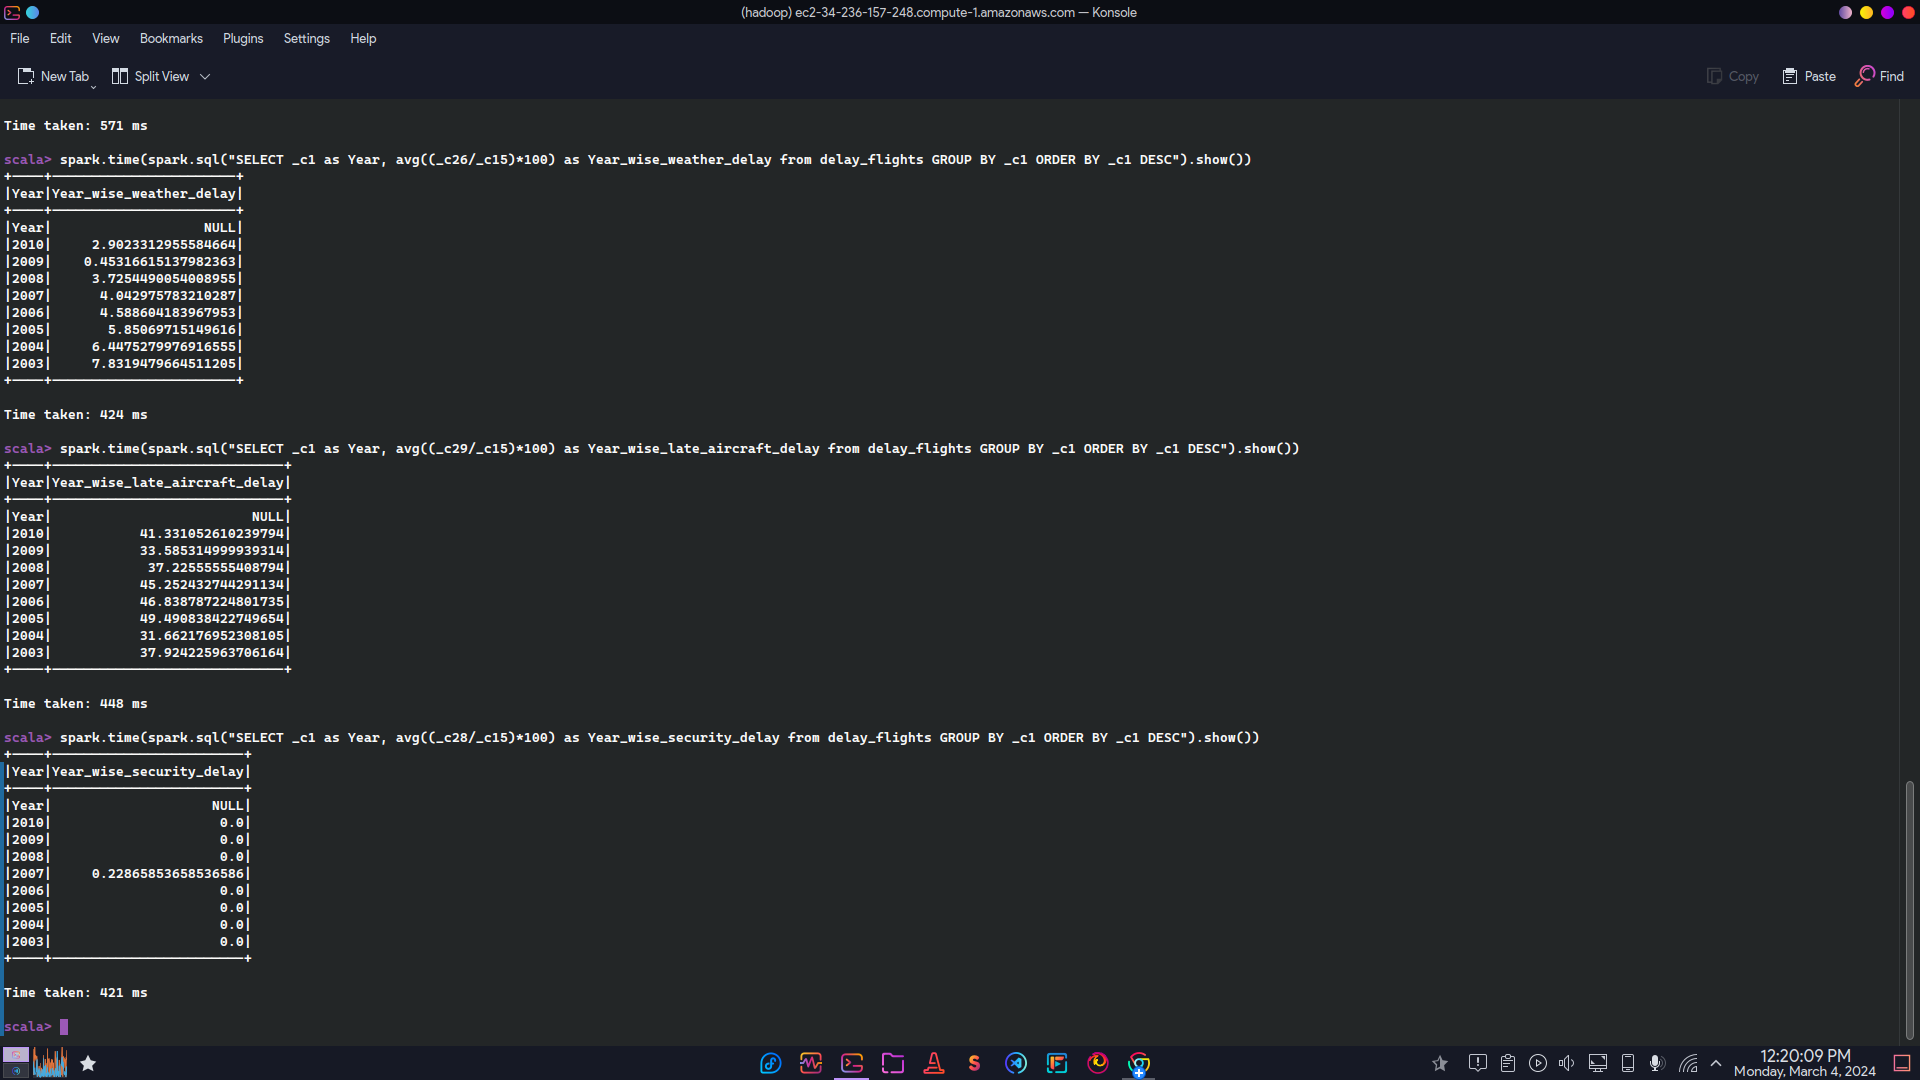 (hadoop) ec2-34-236-157-248.compute-1.amazonaws.com — Konsole
File Edit View Bookmarks Plugins Settings Help
New Tab Split View Copy Paste Find
Time taken: 571 ms
scala> spark.time(spark.sql("SELECT _c1 as Year, avg((_c26/_c15)*100) as Year_wise_weather_delay from delay_flights GROUP BY _c1 ORDER BY _c1 DESC").show())
+----+-----------------------+
|Year|Year_wise_weather_delay|
+----+-----------------------+
|Year|                   NULL|
|2010|     2.9023312955584664|
|2009|    0.45316615137982363|
|2008|     3.7254490054008955|
|2007|      4.042975783210287|
|2006|      4.588604183967953|
|2005|       5.85069715149616|
|2004|     6.4475279976916555|
|2003|     7.8319479664511205|
+----+-----------------------+
Time taken: 424 ms
scala> spark.time(spark.sql("SELECT _c1 as Year, avg((_c29/_c15)*100) as Year_wise_late_aircraft_delay from delay_flights GROUP BY _c1 ORDER BY _c1 DESC").show())
+----+-----------------------------+
|Year|Year_wise_late_aircraft_delay|
+----+-----------------------------+
|Year|                         NULL|
|2010|           41.331052610239794|
|2009|           33.585314999939314|
|2008|            37.22555555408794|
|2007|           45.252432744291134|
|2006|           46.838787224801735|
|2005|           49.490838422749654|
|2004|           31.662176952308105|
|2003|           37.924225963706164|
+----+-----------------------------+
Time taken: 448 ms
scala> spark.time(spark.sql("SELECT _c1 as Year, avg((_c28/_c15)*100) as Year_wise_security_delay from delay_flights GROUP BY _c1 ORDER BY _c1 DESC").show())
+----+------------------------+
|Year|Year_wise_security_delay|
+----+------------------------+
|Year|                    NULL|
|2010|                     0.0|
|2009|                     0.0|
|2008|                     0.0|
|2007|     0.22865853658536586|
|2006|                     0.0|
|2005|                     0.0|
|2004|                     0.0|
|2003|                     0.0|
+----+------------------------+
Time taken: 421 ms
scala>
12:20:09 PM
Monday, March 4, 2024